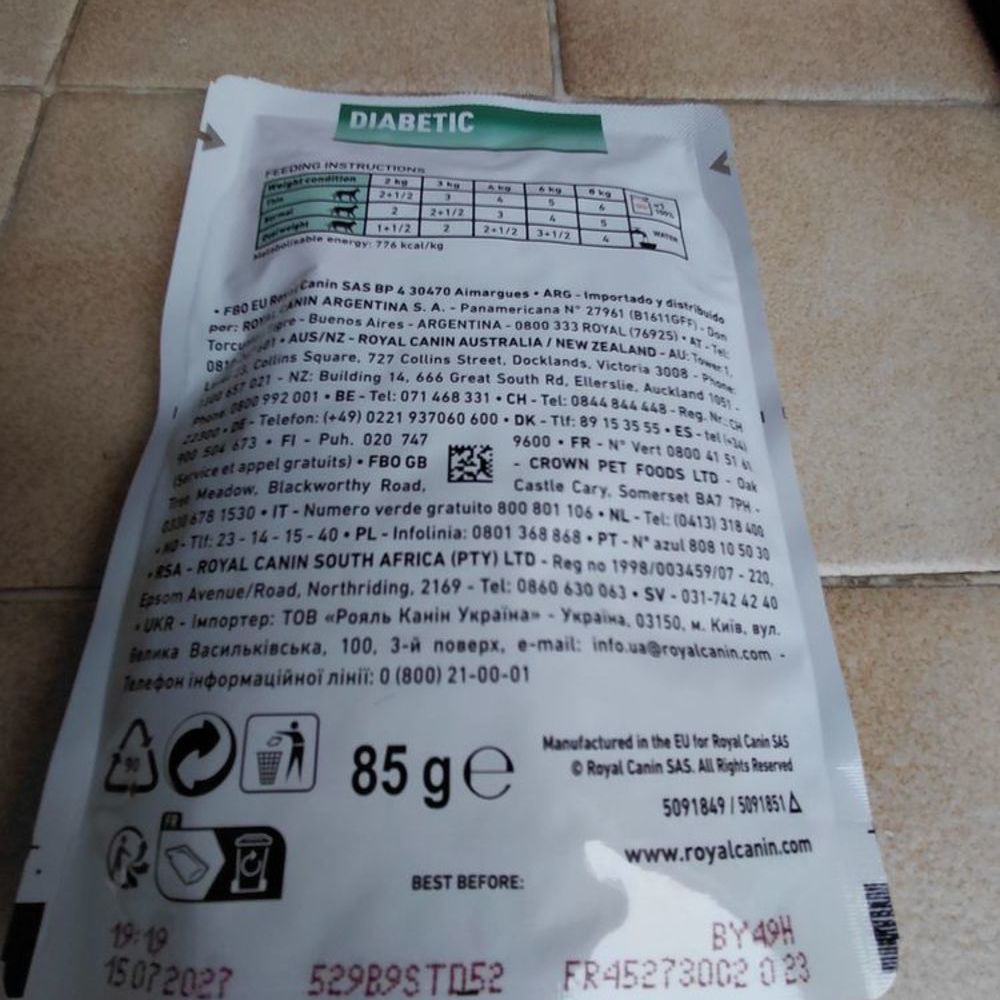 DIABETIC
FEEDING INSTRUCTIONS
Weight condition 2 kg 3 kg 4 kg 6 kg 8 kg
Thin 2+1/2 3 4 5 6 100%
Normal 2 2+1/2 3 4 5
Overweight 1+1/2 2 2+1/2 3+1/2 4 WATER
Metabolisable energy: 776 kcal/kg
• FBO EU Royal Canin SAS BP 4 30470 Aimargues • ARG - Importado y distribuido
por: ROYAL CANIN ARGENTINA S. A. - Panamericana N° 27961 (B1611GFF) - Don
Torcuato, Tigre - Buenos Aires - ARGENTINA - 0800 333 ROYAL (76925) • AT - Tel:
• AUS/NZ - ROYAL CANIN AUSTRALIA / NEW ZEALAND - AU: Tower 1,
Collins Square, 727 Collins Street, Docklands, Victoria 3008 - Phone:
657 021 - NZ: Building 14, 666 Great South Rd, Ellerslie, Auckland 1051 -
Phone: 0800 992 001 • BE - Tel: 071 468 331 • CH - Tel: 0844 844 448 - Reg. Nr.: CH
22300 • DE - Telefon: (+49) 0221 937060 600 • DK - Tlf: 89 15 35 55 • ES - tel (+34)
900 504 673 • FI - Puh. 020 747 9600 • FR - N° Vert 0800 41 51 61
(Service et appel gratuits) • FBO GB - CROWN PET FOODS LTD - Oak
Tree Meadow, Blackworthy Road, Castle Cary, Somerset BA7 7PH -
0330 678 1530 • IT - Numero verde gratuito 800 801 106 • NL - Tel: (0413) 318 400
• NO - Tlf: 23 - 14 - 15 - 40 • PL - Infolinia: 0801 368 868 • PT - N° azul 808 10 50 30
• RSA - ROYAL CANIN SOUTH AFRICA (PTY) LTD - Reg no 1998/003459/07 - 220,
Epsom Avenue/Road, Northriding, 2169 - Tel: 0860 630 063 • SV - 031-742 42 40
• UKR - Імпортер: ТОВ «Рояль Канін Україна» - Україна, 03150, м. Київ, вул.
Велика Васильківська, 100, 3-й поверх, e-mail: info.ua@royalcanin.com -
Телефон інформаційної лінії: 0 (800) 21-00-01
90
85 g e
Manufactured in the EU for Royal Canin SAS
© Royal Canin SAS. All Rights Reserved
5091849 / 5091851
FR
www.royalcanin.com
BEST BEFORE:
19:19 BY49H
15072027 529B9STD52 FR45273002 023